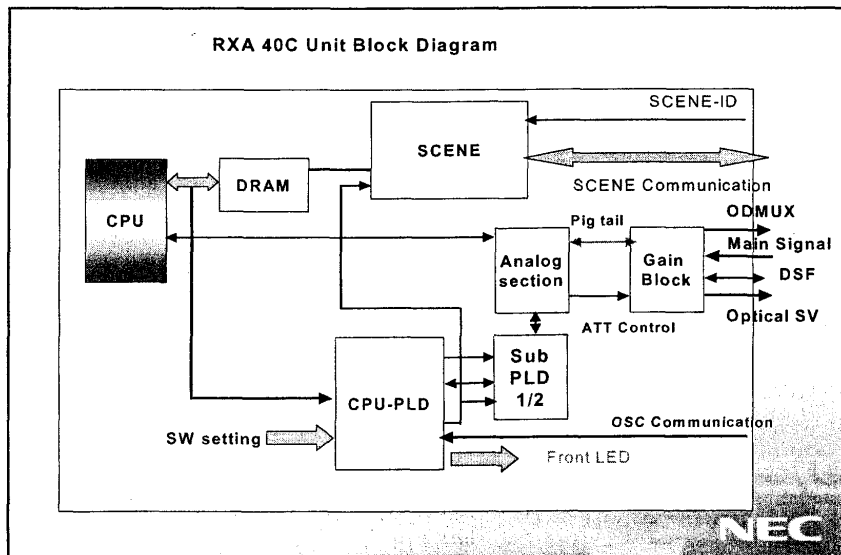 RXA 40C Unit Block Diagram
SCENE-ID
SCENE
SCENE Communication
DRAM
CPU
Pig tail
ODMUX
Main Signal
Analog
section
Gain
Block
DSF
Optical SV
ATT Control
Sub
PLD
1/2
CPU-PLD
OSC Communication
SW setting
Front LED
NEC